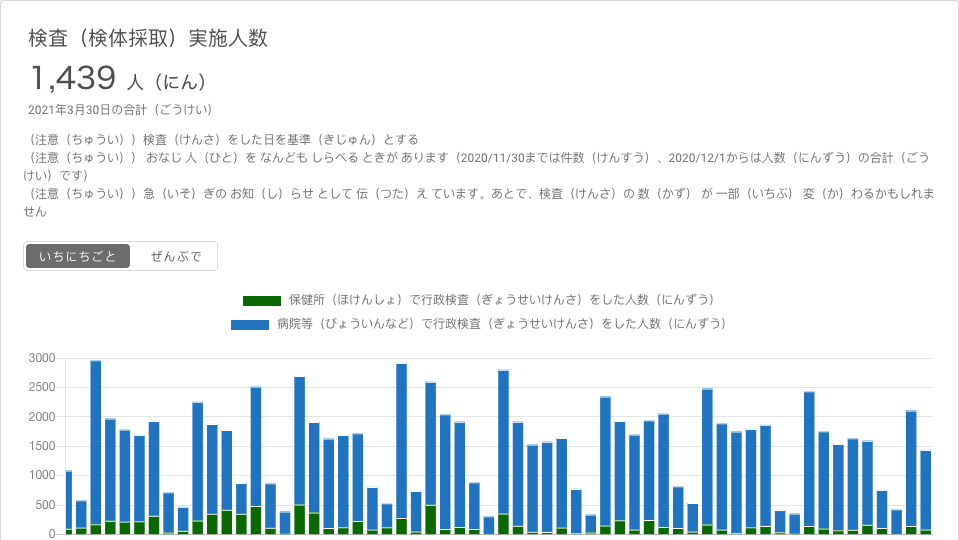 検査（検体採取）実施人数
1,439 人（にん）
2021年3月30日の合計（ごうけい）
（注意（ちゅうい））検査（けんさ）をした日を基準（きじゅん）とする
（注意（ちゅうい）） おなじ 人（ひと）を なんども しらべる ときが あります（2020/11/30までは件数（けんすう）、2020/12/1からは人数（にんずう）の合計（ごう
けい）です）
（注意（ちゅうい））急（いそ）ぎの お知（し）らせ として 伝（つた）え ています。あとで、検査（けんさ）の 数（かず） が 一部（いちぶ） 変（か）わるかもしれま
せん
いちにちごと ぜんぶで
保健所（ほけんしょ）で行政検査（ぎょうせいけんさ）をした人数（にんずう）
病院等（びょういんなど）で行政検査（ぎょうせいけんさ）をした人数（にんずう）
3000
2500
2000
1500
1000
500
0